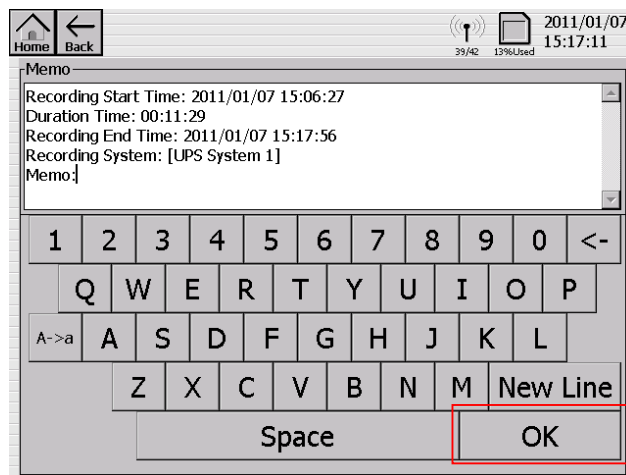 Home Back 39/42 13%Used 2011/01/07
15:17:11
Memo
Recording Start Time: 2011/01/07 15:06:27
Duration Time: 00:11:29
Recording End Time: 2011/01/07 15:17:56
Recording System: [UPS System 1]
Memo:
1 2 3 4 5 6 7 8 9 0 <-
Q W E R T Y U I O P
A->a A S D F G H J K L
Z X C V B N M New Line
Space OK